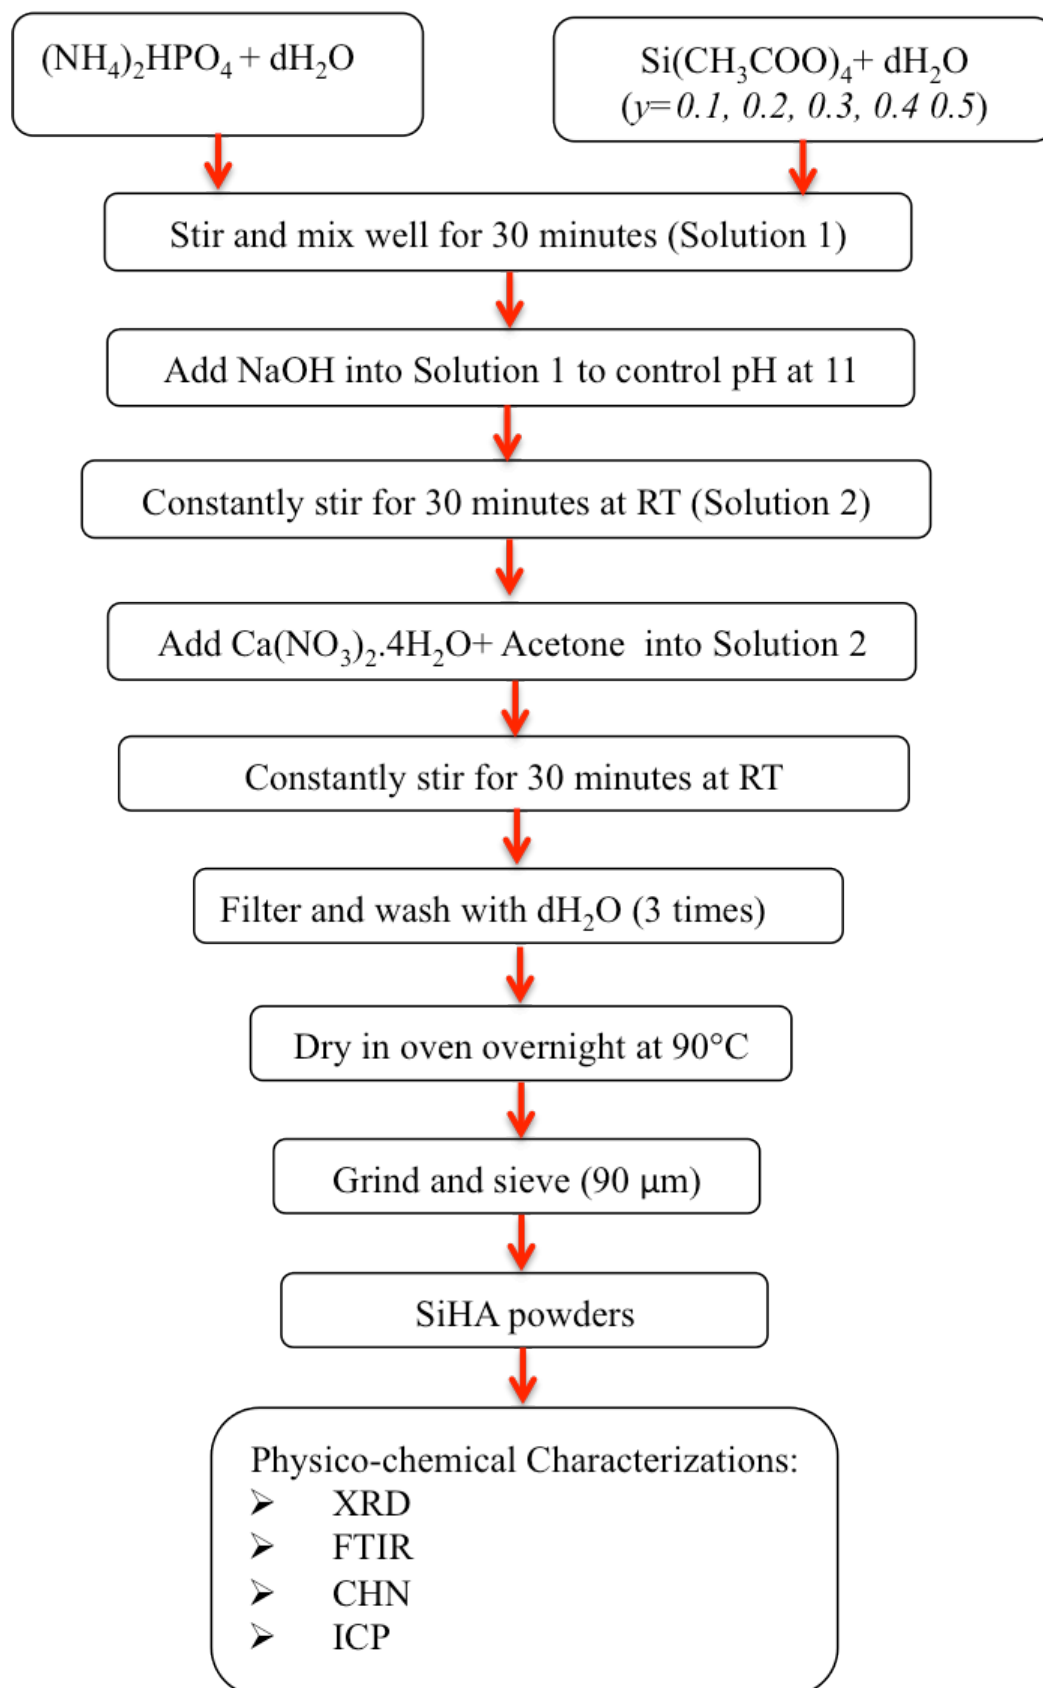 (NH₄)₂HPO₄ + dH₂O
Si(CH₃COO)₄+ dH₂O
(y=0.1, 0.2, 0.3, 0.4 0.5)
Stir and mix well for 30 minutes (Solution 1)
Add NaOH into Solution 1 to control pH at 11
Constantly stir for 30 minutes at RT (Solution 2)
Add Ca(NO₃)₂.4H₂O+ Acetone into Solution 2
Constantly stir for 30 minutes at RT
Filter and wash with dH₂O (3 times)
Dry in oven overnight at 90°C
Grind and sieve (90 μm)
SiHA powders
Physico-chemical Characterizations:
➢ XRD
➢ FTIR
➢ CHN
➢ ICP